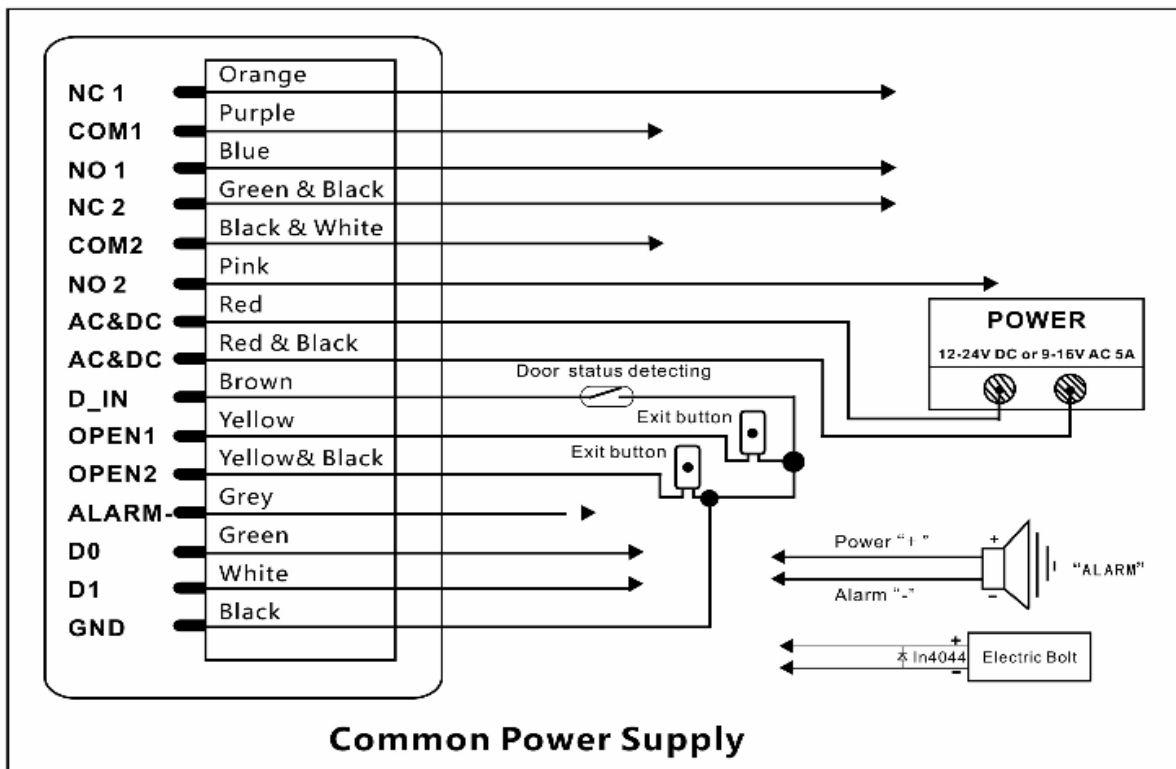 NC 1 Orange
COM1 Purple
NO 1 Blue
NC 2 Green & Black
COM2 Black & White
NO 2 Pink
AC&DC Red
AC&DC Red & Black
D_IN Brown
OPEN1 Yellow
OPEN2 Yellow& Black
ALARM- Grey
D0 Green
D1 White
GND Black
POWER
12-24V DC or 9-16V AC 5A
Door status detecting
Exit button
Exit button
Power "+"
Alarm "-"
+
"ALARM"
-
+
In4044
-
Electric Bolt
Common Power Supply